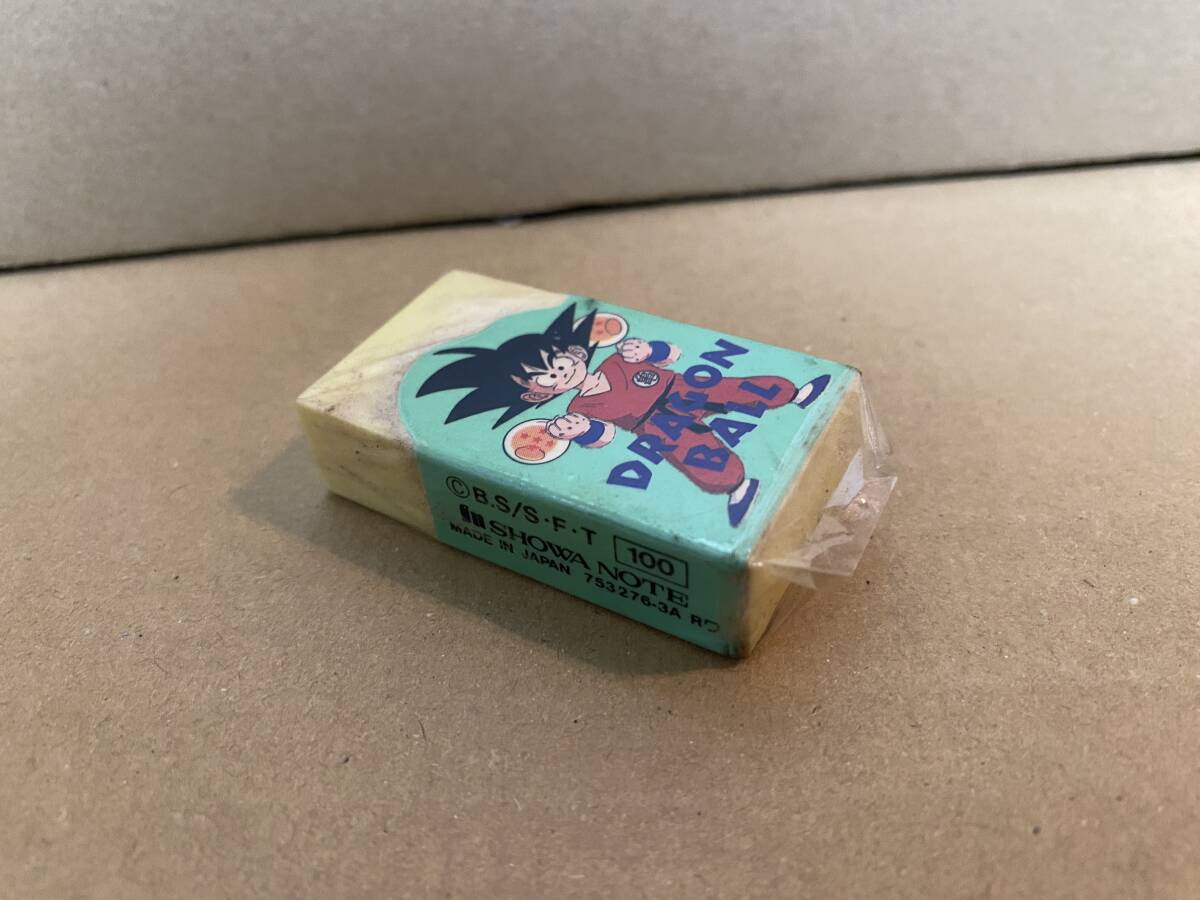 DRAGON
BALL
©B.S/S・F・T
SHOWA NOTE
100
MADE IN JAPAN 753276-3A